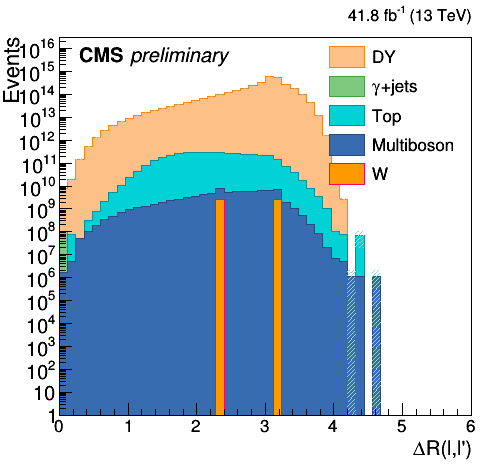 41.8 fb⁻¹ (13 TeV)
Events
CMS preliminary
DY
γ+jets
Top
Multiboson
W
10¹⁶
10¹⁵
10¹⁴
10¹³
10¹²
10¹¹
10¹⁰
10⁹
10⁸
10⁷
10⁶
10⁵
10⁴
10³
10²
10
1
0 1 2 3 4 5 6
ΔR(l,l')